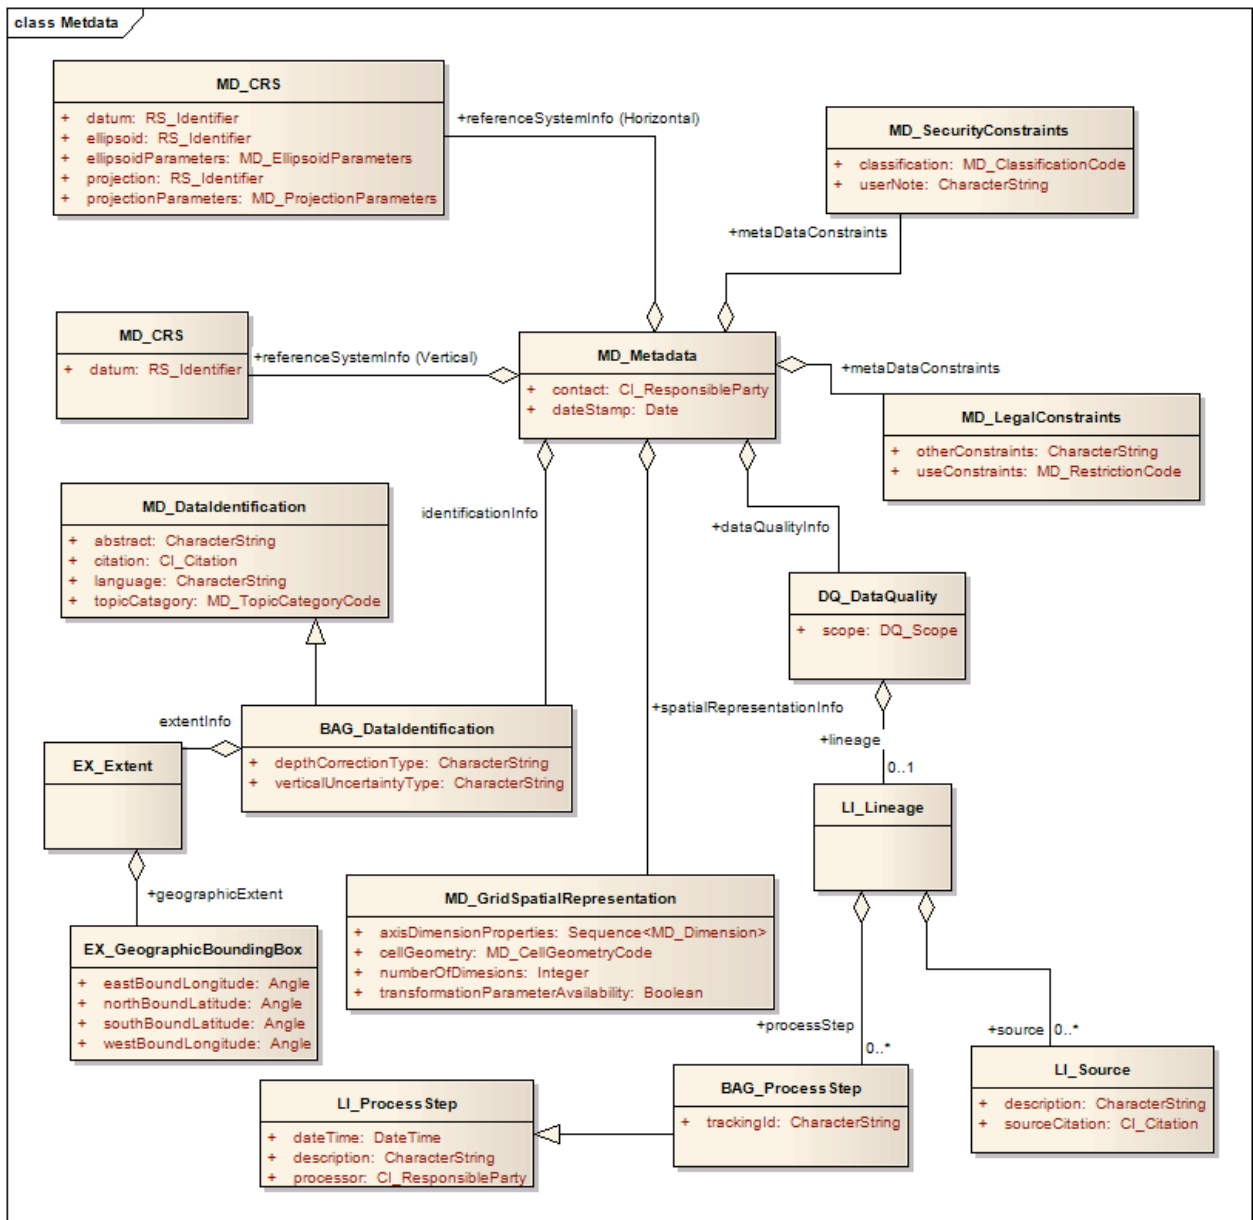 class Metdata
MD_CRS
+ datum: RS_Identifier
+ ellipsoid: RS_Identifier
+ ellipsoidParameters: MD_EllipsoidParameters
+ projection: RS_Identifier
+ projectionParameters: MD_ProjectionParameters
+referenceSystemInfo (Horizontal)
MD_SecurityConstraints
+ classification: MD_ClassificationCode
+ userNote: CharacterString
+metaDataConstraints
MD_CRS
+ datum: RS_Identifier
+referenceSystemInfo (Vertical)
MD_Metadata
+ contact: CI_ResponsibleParty
+ dateStamp: Date
+metaDataConstraints
MD_LegalConstraints
+ otherConstraints: CharacterString
+ useConstraints: MD_RestrictionCode
MD_DataIdentification
+ abstract: CharacterString
+ citation: CI_Citation
+ language: CharacterString
+ topicCatagory: MD_TopicCategoryCode
identificationInfo
+dataQualityInfo
DQ_DataQuality
+ scope: DQ_Scope
+spatialRepresentationInfo
extentInfo
BAG_DataIdentification
+ depthCorrectionType: CharacterString
+ verticalUncertaintyType: CharacterString
EX_Extent
+lineage
0..1
LI_Lineage
+geographicExtent
EX_GeographicBoundingBox
+ eastBoundLongitude: Angle
+ northBoundLatitude: Angle
+ southBoundLatitude: Angle
+ westBoundLongitude: Angle
MD_GridSpatialRepresentation
+ axisDimensionProperties: Sequence<MD_Dimension>
+ cellGeometry: MD_CellGeometryCode
+ numberOfDimesions: Integer
+ transformationParameterAvailability: Boolean
+processStep
0..*
+source 0..*
LI_Source
+ description: CharacterString
+ sourceCitation: CI_Citation
BAG_ProcessStep
+ trackingId: CharacterString
LI_ProcessStep
+ dateTime: DateTime
+ description: CharacterString
+ processor: CI_ResponsibleParty